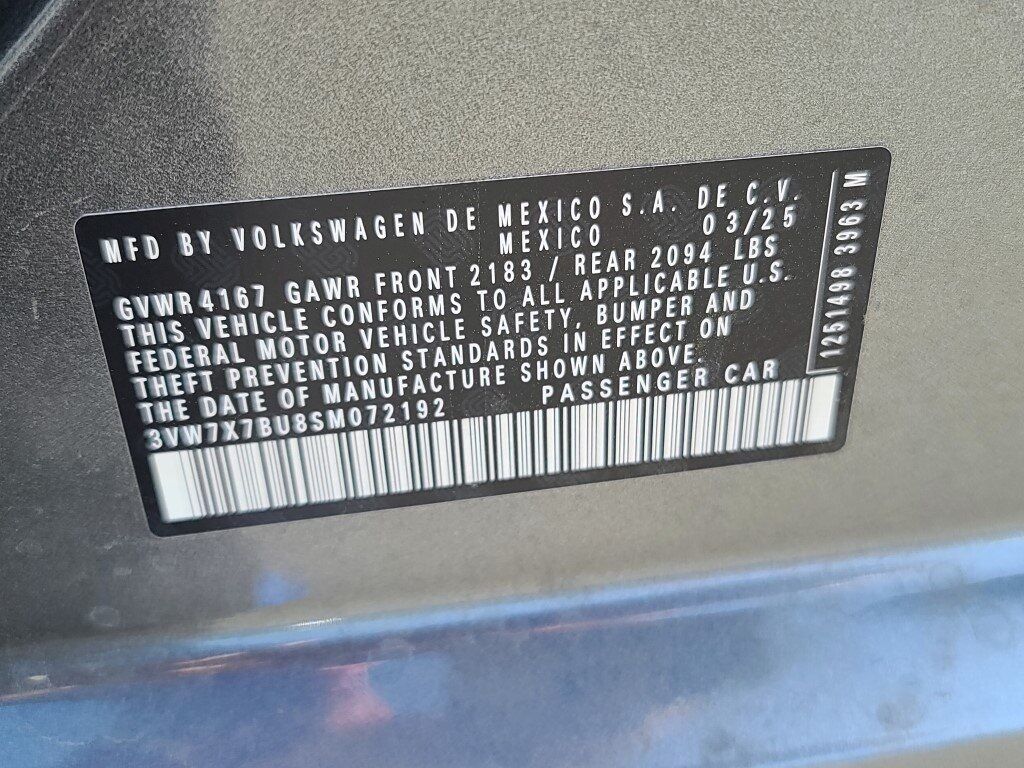 MFD BY VOLKSWAGEN DE MEXICO S.A. DE C.V.
MEXICO 03/25
GVWR 4167 GAWR FRONT 2183 / REAR 2094 LBS
THIS VEHICLE CONFORMS TO ALL APPLICABLE U.S.
FEDERAL MOTOR VEHICLE SAFETY, BUMPER AND
THEFT PREVENTION STANDARDS IN EFFECT ON
THE DATE OF MANUFACTURE SHOWN ABOVE.
3VW7X7BU8SM072192 PASSENGER CAR
1251498 3963 M